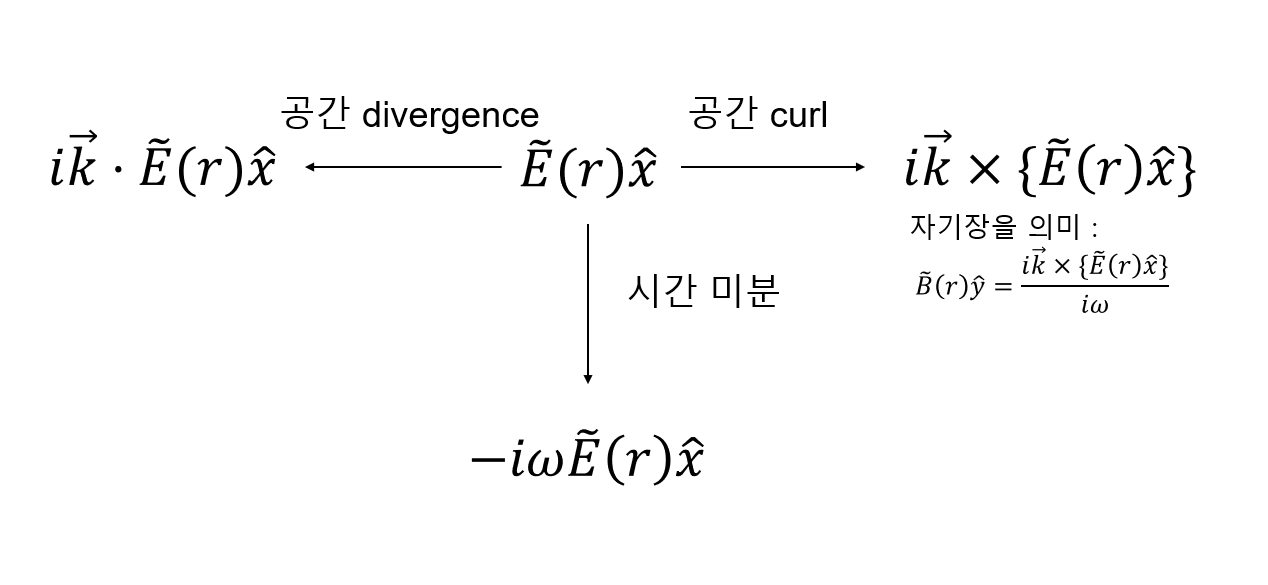 공간 divergence
공간 curl
$i\vec{k} \cdot \tilde{E}(r)\hat{x}$
$\tilde{E}(r)\hat{x}$
$i\vec{k} \times \{\tilde{E}(r)\hat{x}\}$
자기장을 의미 :
$\tilde{B}(r)\hat{y} = \frac{i\vec{k} \times \{\tilde{E}(r)\hat{x}\}}{i\omega}$
시간 미분
$-i\omega\tilde{E}(r)\hat{x}$